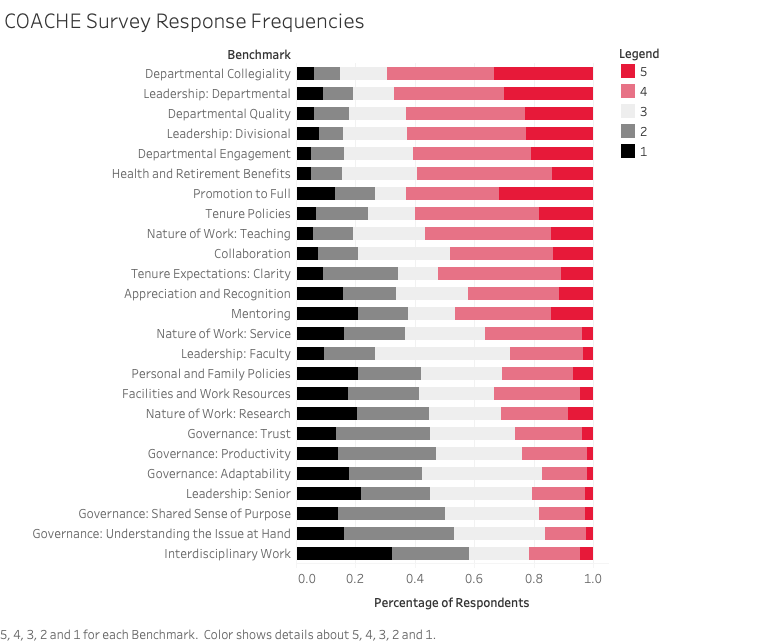 COACHE Survey Response Frequencies
Benchmark
Legend
Departmental Collegiality
5
Leadership: Departmental
4
Departmental Quality
3
Leadership: Divisional
2
Departmental Engagement
1
Health and Retirement Benefits
Promotion to Full
Tenure Policies
Nature of Work: Teaching
Collaboration
Tenure Expectations: Clarity
Appreciation and Recognition
Mentoring
Nature of Work: Service
Leadership: Faculty
Personal and Family Policies
Facilities and Work Resources
Nature of Work: Research
Governance: Trust
Governance: Productivity
Governance: Adaptability
Leadership: Senior
Governance: Shared Sense of Purpose
Governance: Understanding the Issue at Hand
Interdisciplinary Work
0.0 0.2 0.4 0.6 0.8 1.0
Percentage of Respondents
5, 4, 3, 2 and 1 for each Benchmark. Color shows details about 5, 4, 3, 2 and 1.